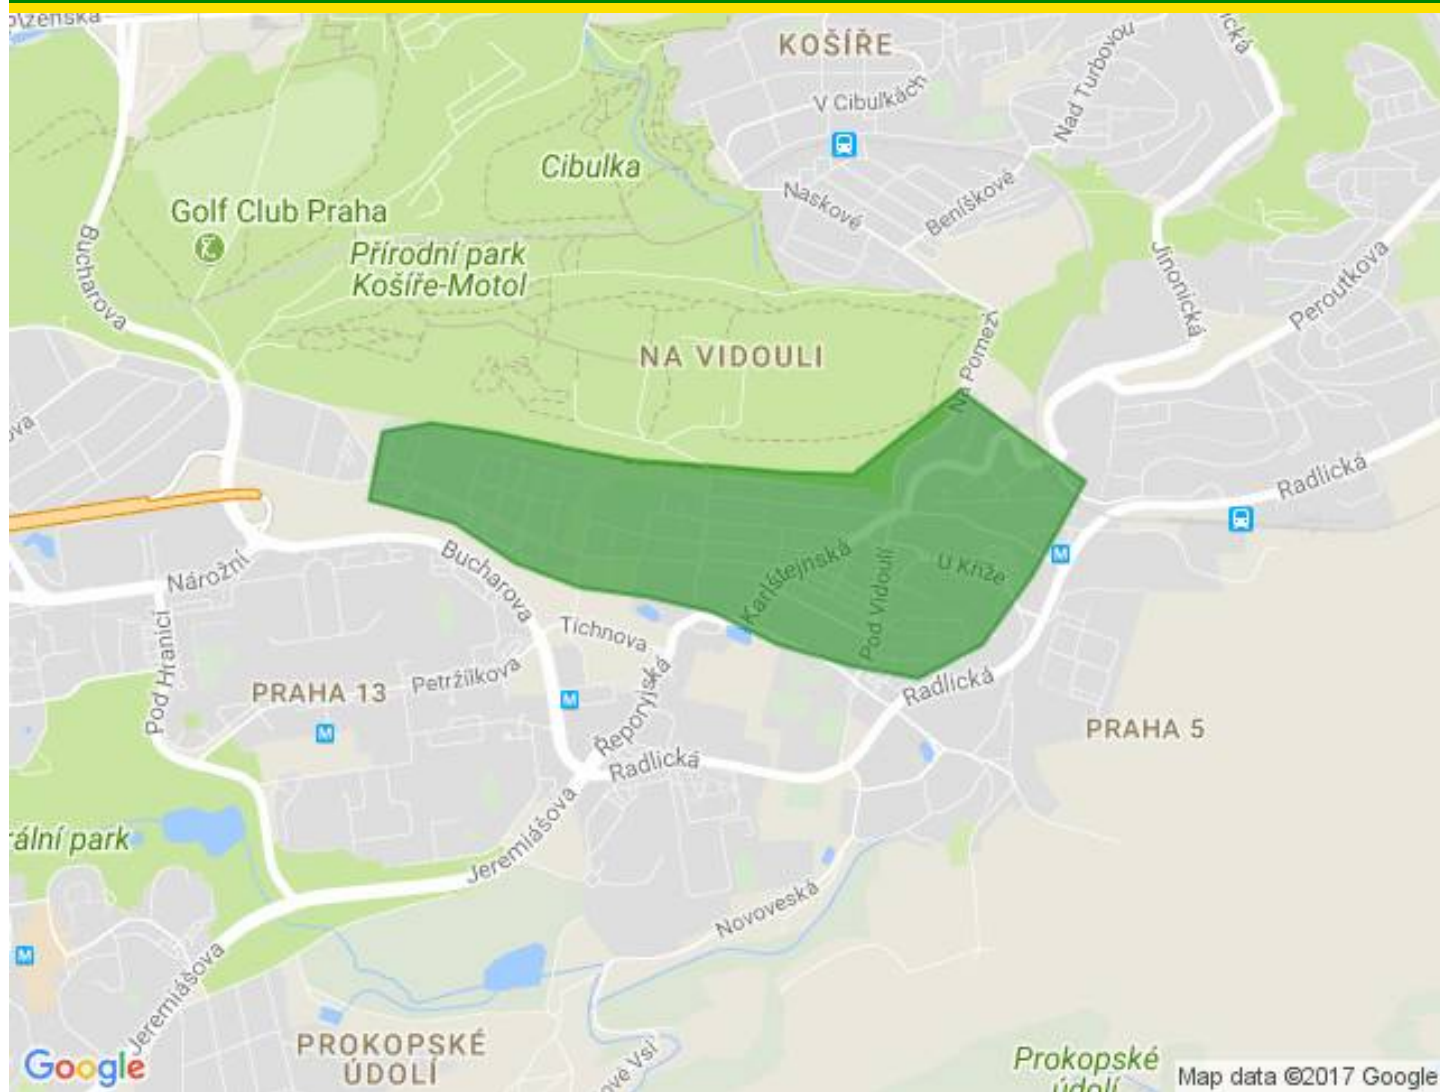 KOŠÍŘE
Nad Turbovou
V Cibulkách
Cibulka
Naskové
Beníškové
Golf Club Praha
Bucharova
Přírodní park
Košíře-Motol
Jinonická
Peroutkova
NA VIDOULI
Na Pomezí
Radlická
Nárožní
Bucharova
Karlštejnská
Pod Vidoulí
U Kříže
M
Tichnova
Pod Hranicí
Petržílkova
PRAHA 13
M
M
Řeporyjská
Radlická
PRAHA 5
Radlická
Jeremiášova
Novoveská
M
Jeremiášova
PROKOPSKÉ
ÚDOLÍ
Prokopské
údolí
Google
Map data ©2017 Google